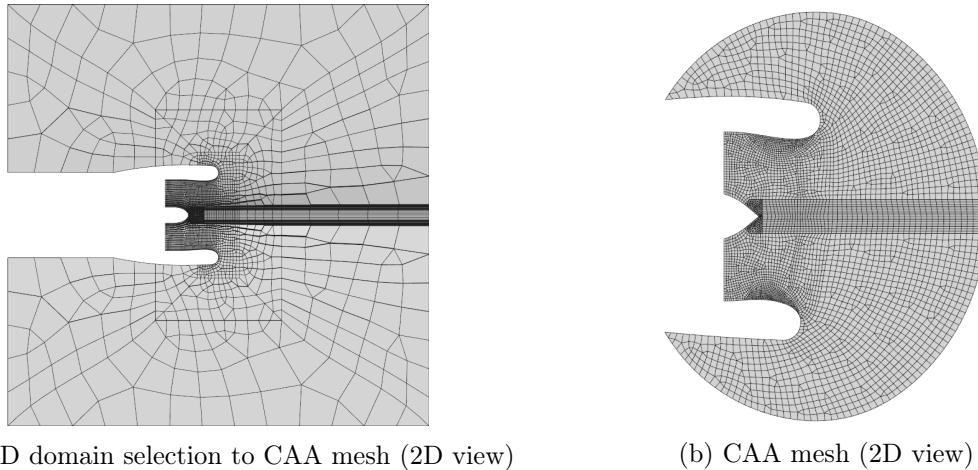 D domain selection to CAA mesh (2D view)
(b) CAA mesh (2D view)